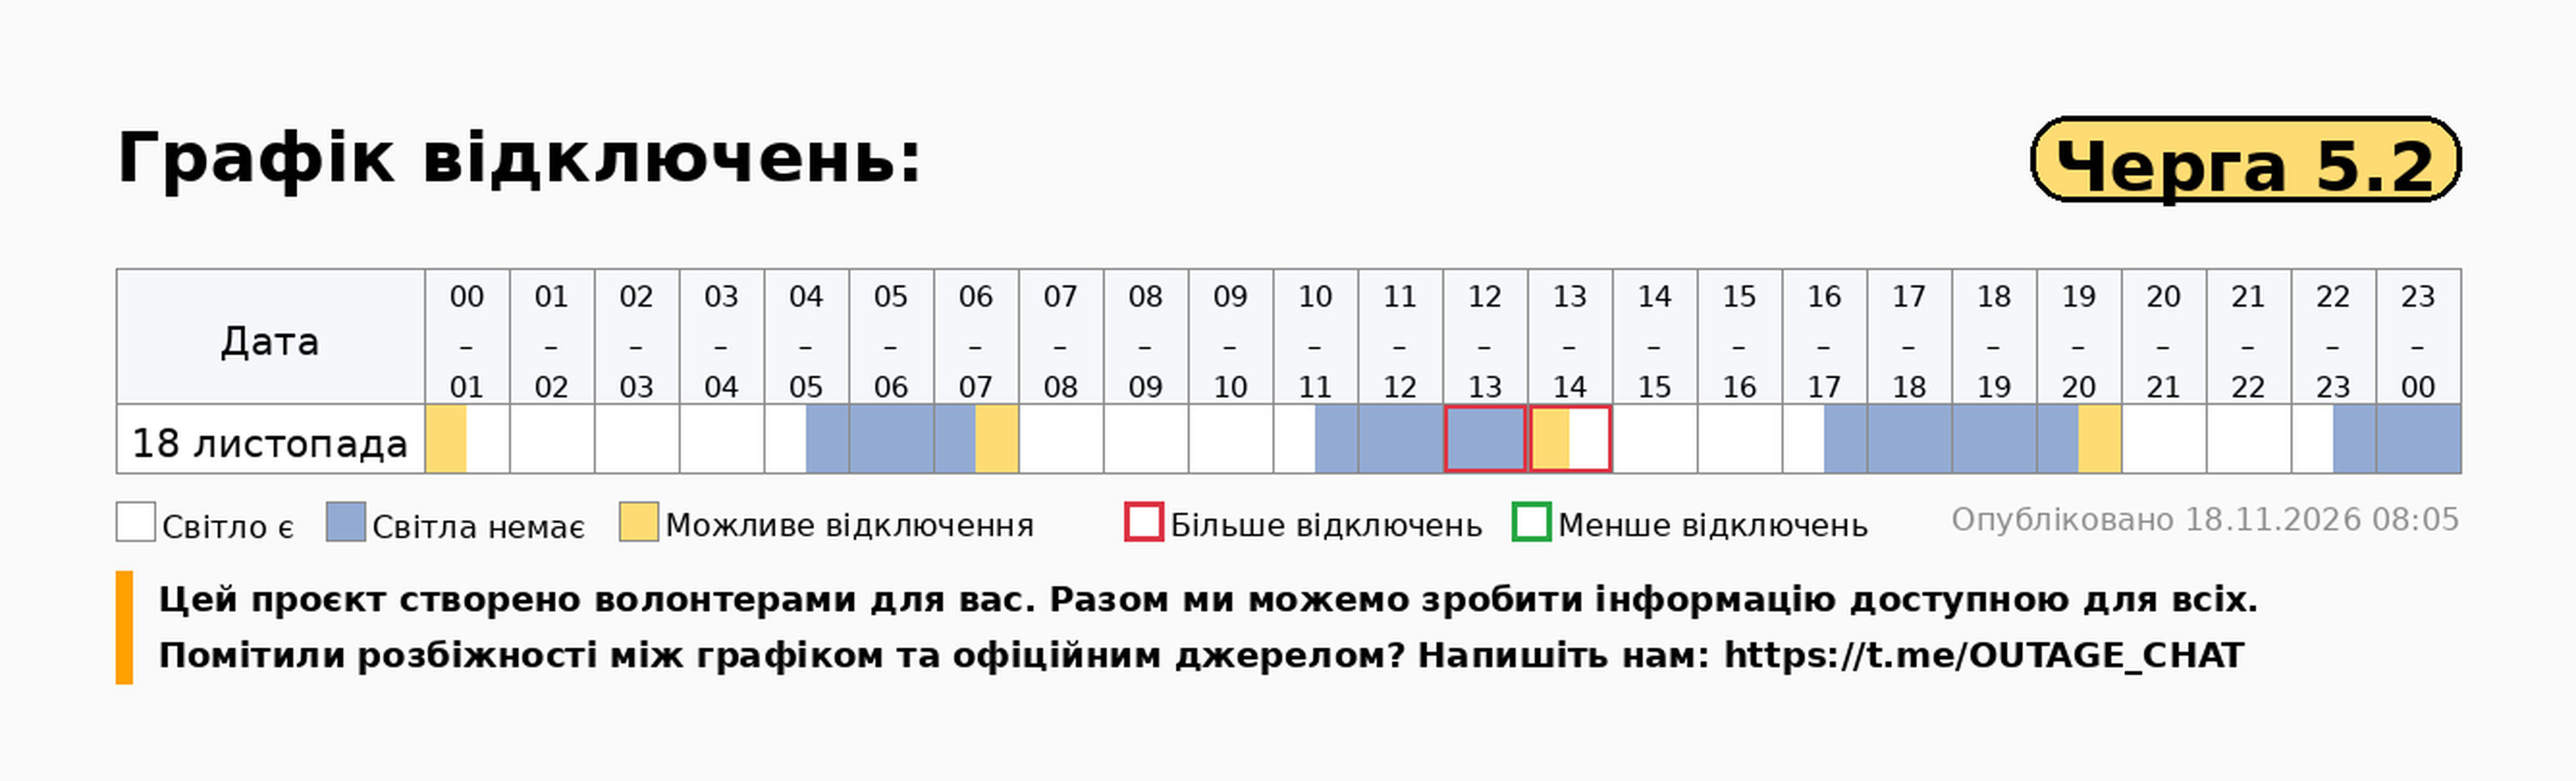 Графік відключень:
Черга 5.2
Дата
00 – 01
01 – 02
02 – 03
03 – 04
04 – 05
05 – 06
06 – 07
07 – 08
08 – 09
09 – 10
10 – 11
11 – 12
12 – 13
13 – 14
14 – 15
15 – 16
16 – 17
17 – 18
18 – 19
19 – 20
20 – 21
21 – 22
22 – 23
23 – 00
18 листопада
Світло є
Світла немає
Можливе відключення
Більше відключень
Менше відключень
Опубліковано 18.11.2026 08:05
Цей проєкт створено волонтерами для вас. Разом ми можемо зробити інформацію доступною для всіх.
Помітили розбіжності між графіком та офіційним джерелом? Напишіть нам: https://t.me/OUTAGE_CHAT